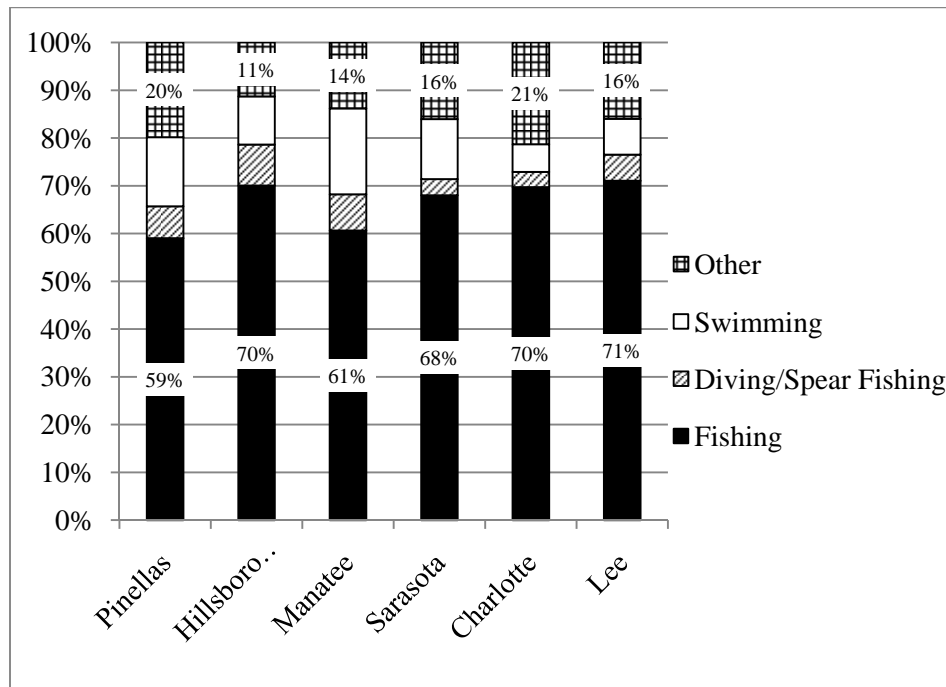 100%
90%
80%
70%
60%
50%
40%
30%
20%
10%
0%
20%
11%
14%
16%
21%
16%
59%
70%
61%
68%
70%
71%
Other
Swimming
Diving/Spear Fishing
Fishing
Pinellas
Hillsboro..
Manatee
Sarasota
Charlotte
Lee